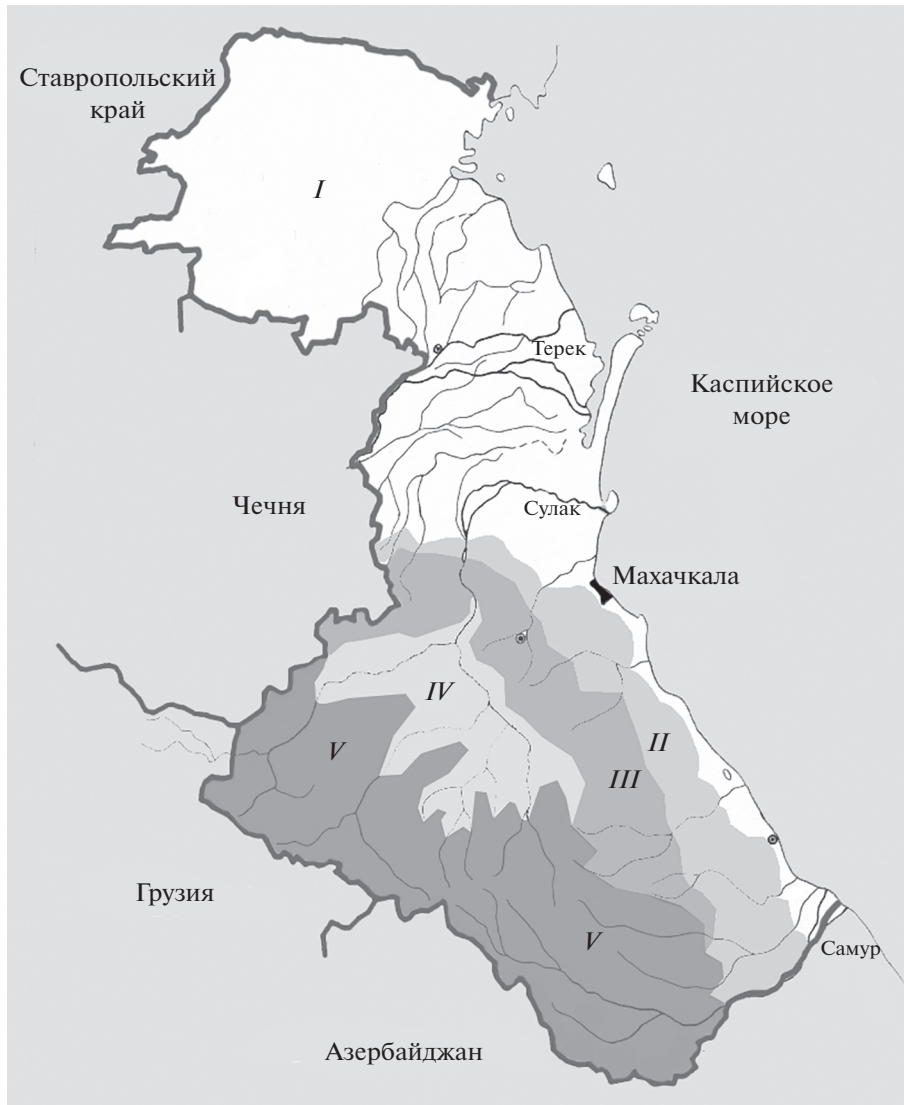 Ставропольский
край
I
Терек
Каспийское
море
Чечня
Сулак
Махачкала
IV
II
V
III
Грузия
V
Самур
Азербайджан